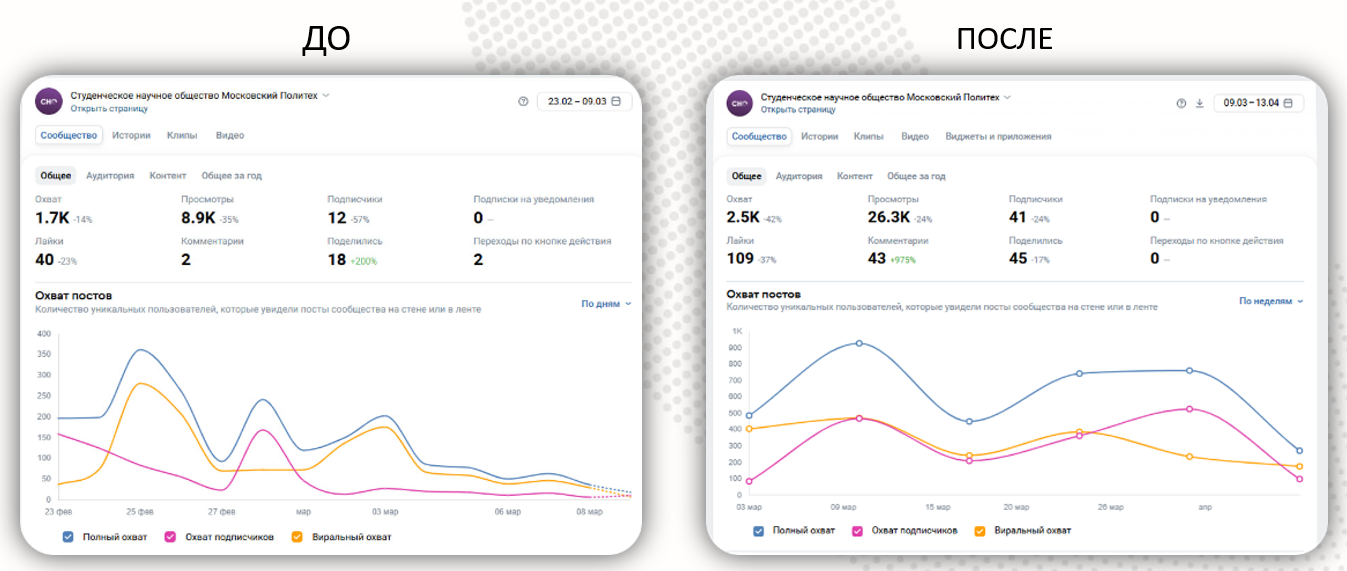 ДО
СНО
Студенческое научное общество Московский Политех
Открыть страницу
23.02 – 09.03
Сообщество Истории Клипы Видео
Общее Аудитория Контент Общее за год
Охват Просмотры Подписчики Подписки на уведомления
1.7K -14% 8.9K -35% 12 -57% 0 –
Лайки Комментарии Поделились Переходы по кнопке действия
40 -23% 2 18 +200% 2
Охват постов
Количество уникальных пользователей, которые увидели посты сообщества на стене или в ленте
По дням
400
350
300
250
200
150
100
50
0
23 фев 25 фев 27 фев мар 03 мар 06 мар 08 мар
Полный охват Охват подписчиков Виральный охват
ПОСЛЕ
СНО
Студенческое научное общество Московский Политех
Открыть страницу
09.03 – 13.04
Сообщество Истории Клипы Видео Виджеты и приложения
Общее Аудитория Контент Общее за год
Охват Просмотры Подписчики Подписки на уведомления
2.5K -42% 26.3K -24% 41 -24% 0 –
Лайки Комментарии Поделились Переходы по кнопке действия
109 -37% 43 +975% 45 -17% 0 –
Охват постов
Количество уникальных пользователей, которые увидели посты сообщества на стене или в ленте
По неделям
1K
900
800
700
600
500
400
300
200
100
0
03 мар 09 мар 15 мар 20 мар 26 мар апр
Полный охват Охват подписчиков Виральный охват